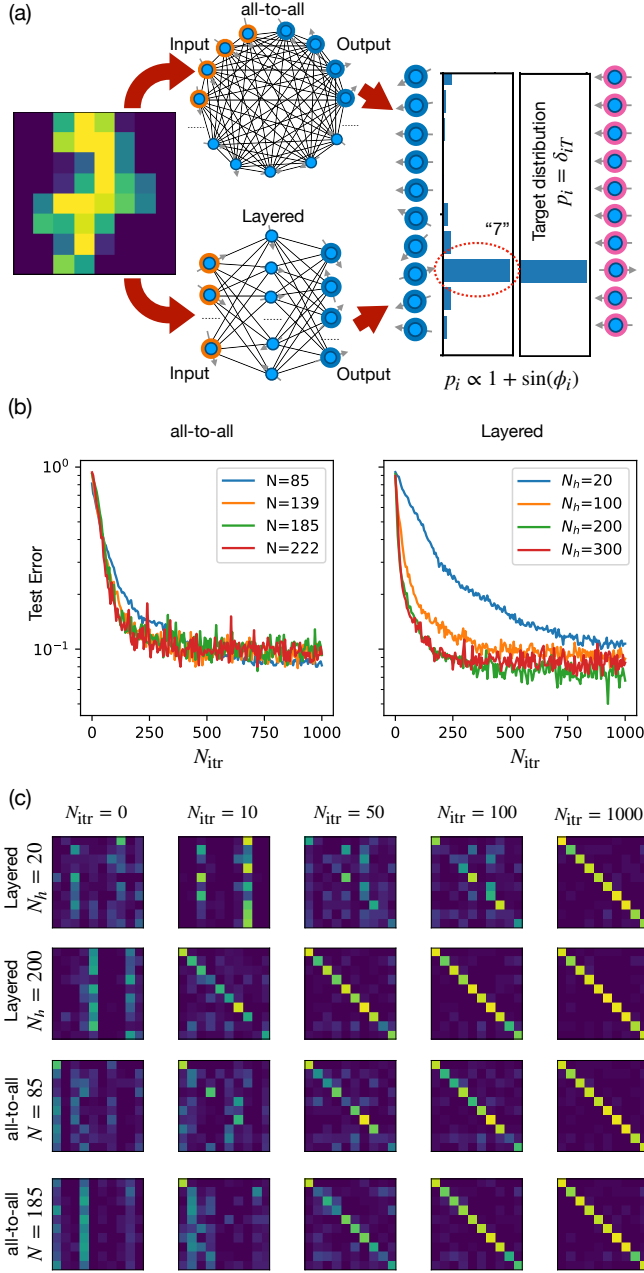 (a)
all-to-all
Input
Output
Layered
Input
Output
"7"
Target distribution
p_i = δ_{iT}
p_i ∝ 1 + sin(ϕ_i)
(b)
all-to-all
Layered
Test Error
10^0
10^{-1}
N=85
N=139
N=185
N=222
N_h=20
N_h=100
N_h=200
N_h=300
0 250 500 750 1000
0 250 500 750 1000
N_itr
N_itr
(c)
N_itr = 0 N_itr = 10 N_itr = 50 N_itr = 100 N_itr = 1000
Layered
N_h = 20
Layered
N_h = 200
all-to-all
N = 85
all-to-all
N = 185